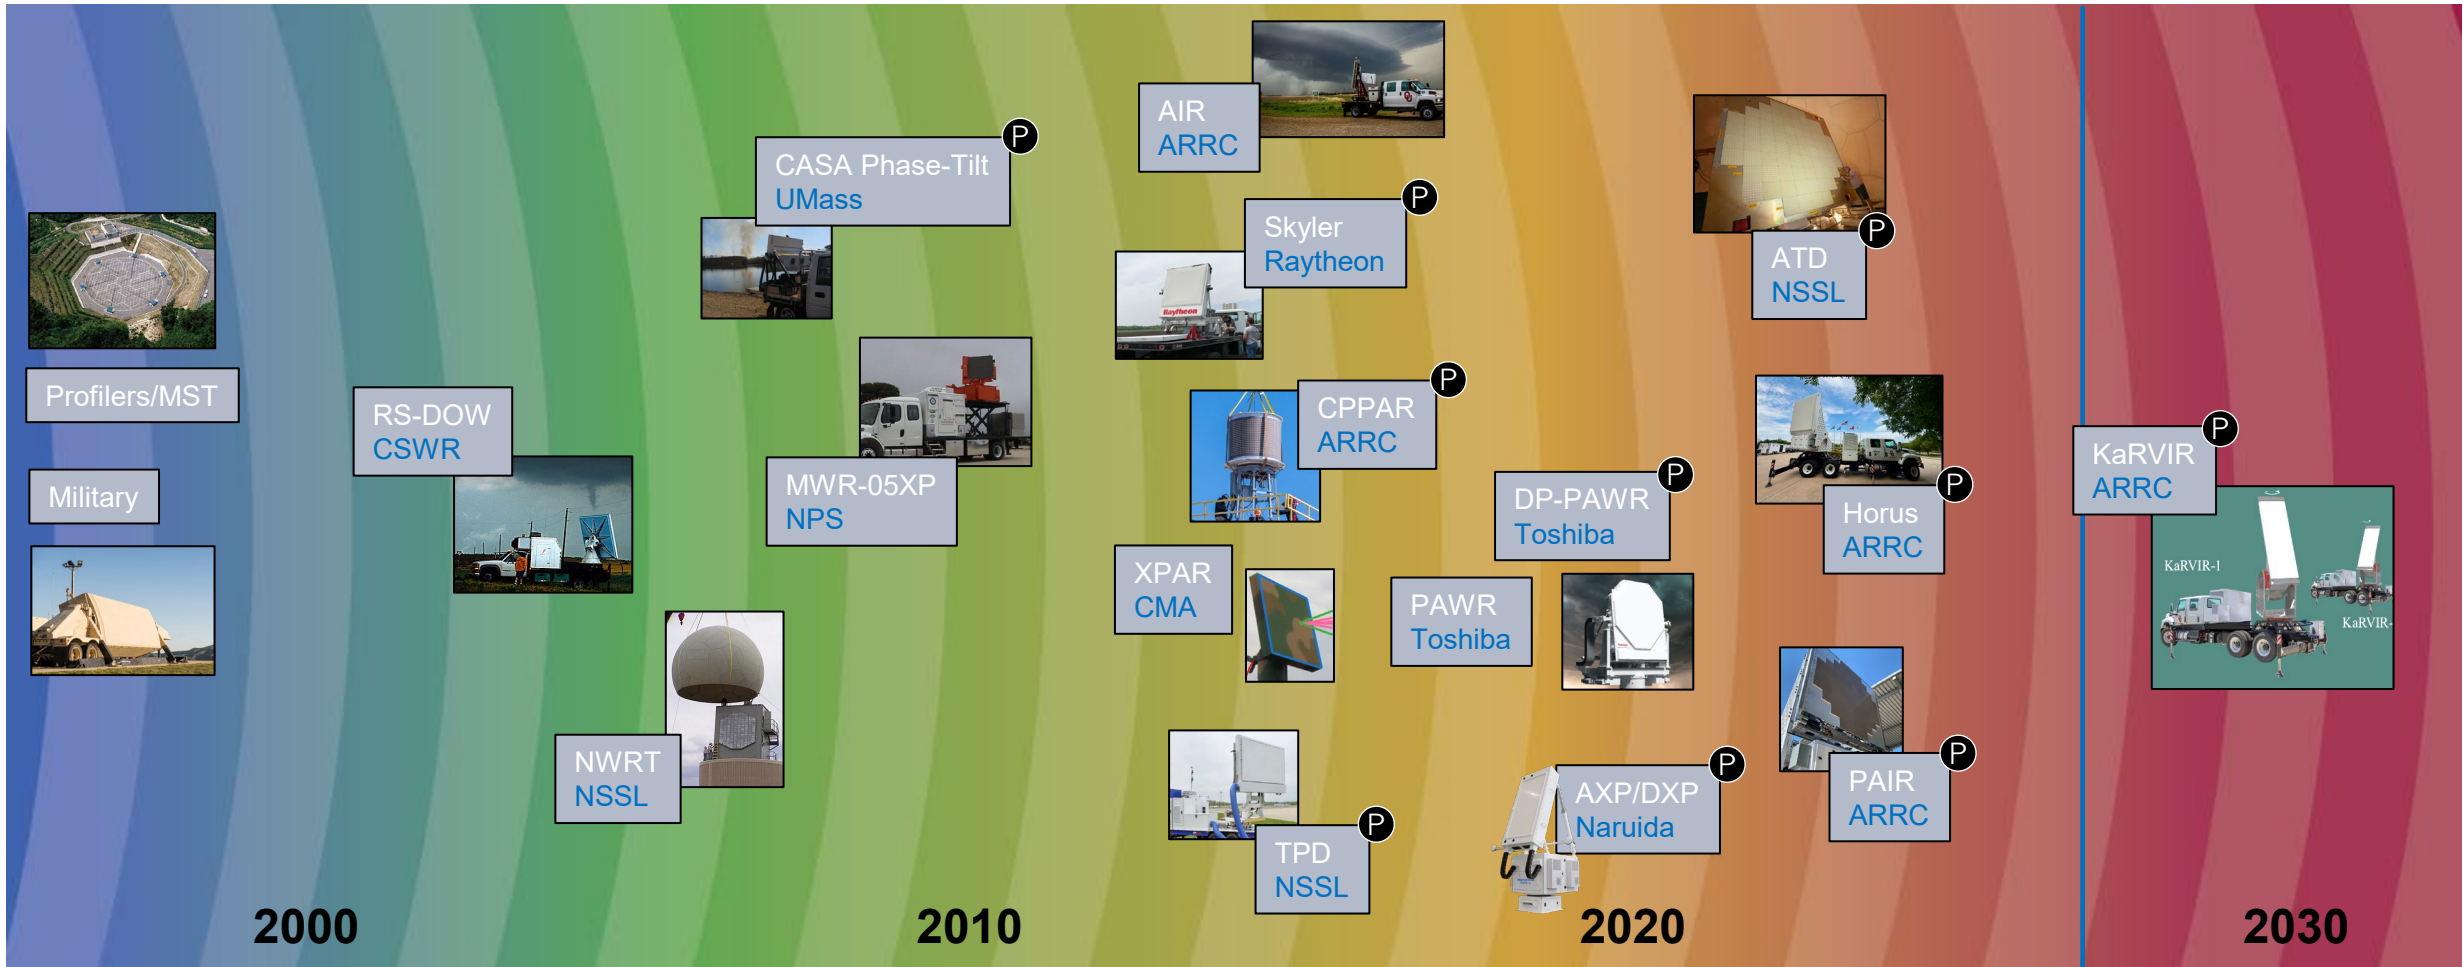 Profilers/MST
Military
RS-DOW
CSWR
NWRT
NSSL
P
CASA Phase-Tilt
UMass
MWR-05XP
NPS
AIR
ARRC
P
Skyler
Raytheon
Raytheon
P
CPPAR
ARRC
XPAR
CMA
P
TPD
NSSL
P
DP-PAWR
Toshiba
PAWR
Toshiba
P
AXP/DXP
Naruida
P
ATD
NSSL
P
Horus
ARRC
P
PAIR
ARRC
P
KaRVIR
ARRC
KaRVIR-1
KaRVIR-
2000
2010
2020
2030